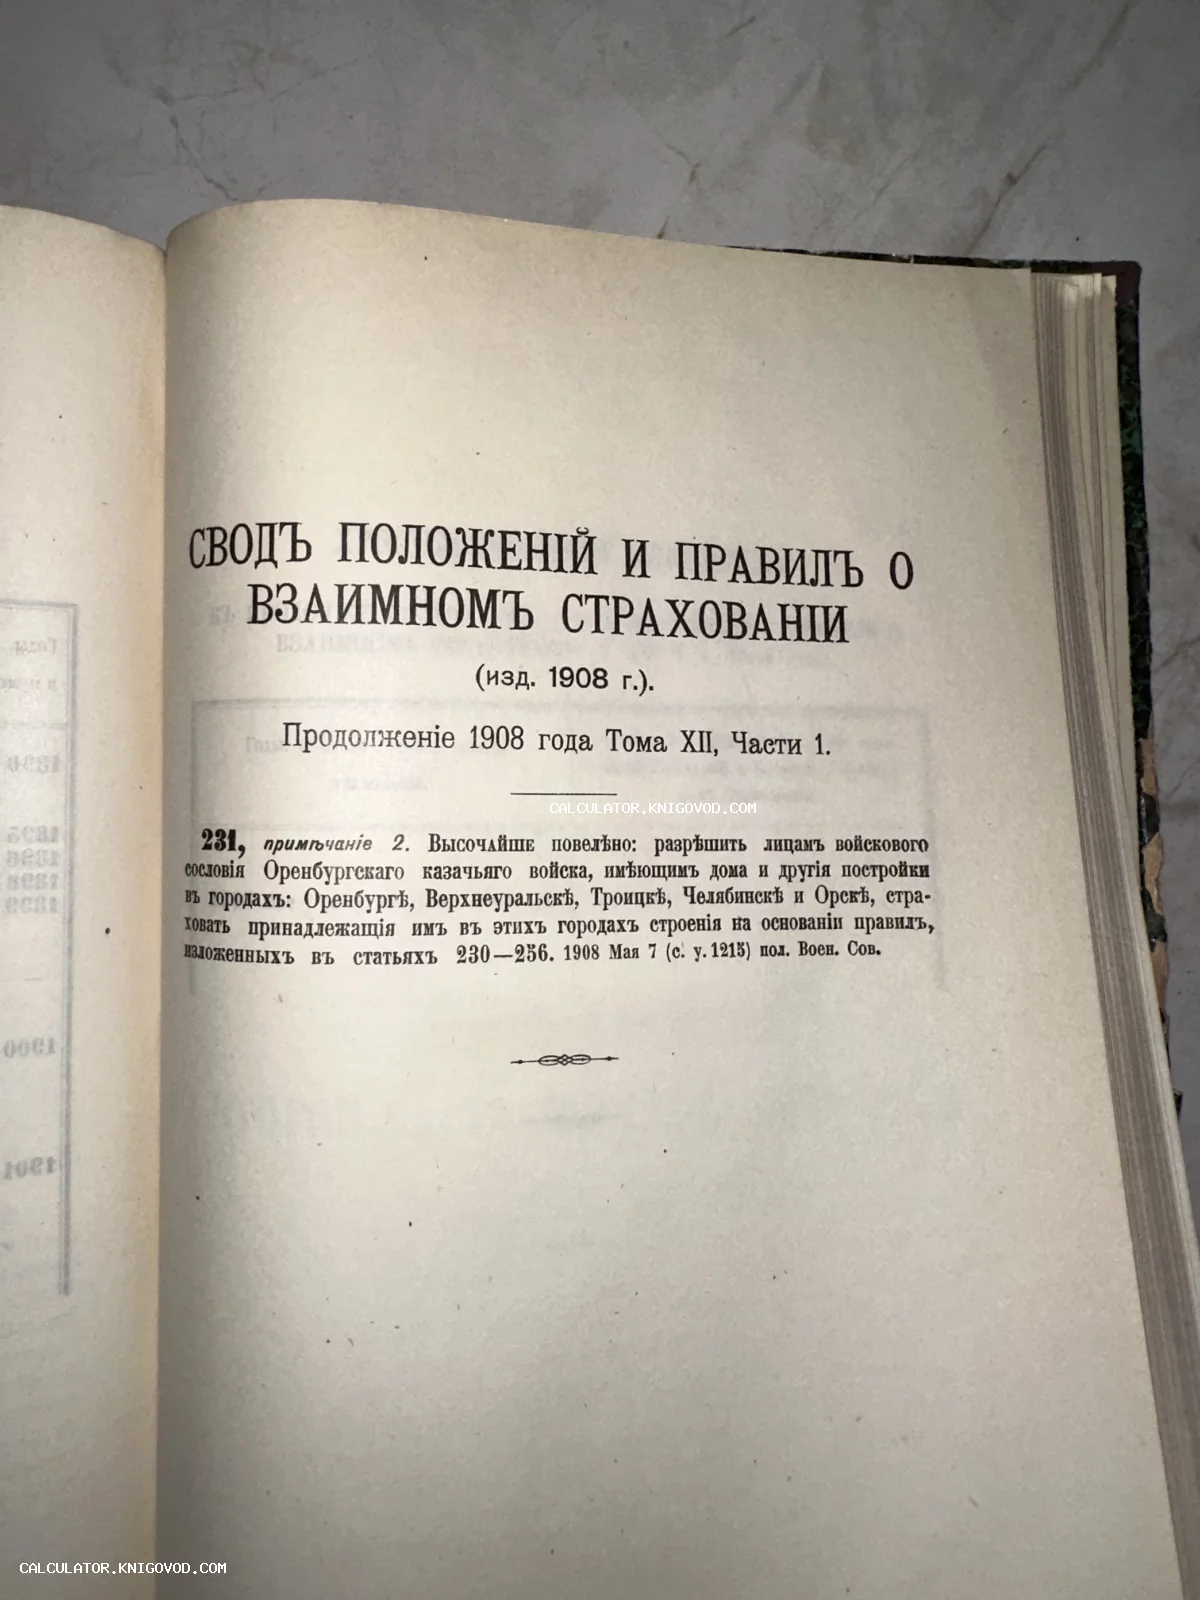 СВОДЪ ПОЛОЖЕНІЙ И ПРАВИЛЪ О
ВЗАИМНОМЪ СТРАХОВАНІИ
(изд. 1908 г.).
Продолженіе 1908 года Тома XII, Части 1.
CALCULATOR.KNIGOVOD.COM
231, примѣчаніе 2. Высочайше повелѣно: разрѣшить лицамъ войскового
сословія Оренбургскаго казачьяго войска, имѣющимъ дома и другія постройки
въ городахъ: Оренбургѣ, Верхнеуральскѣ, Троицкѣ, Челябинскѣ и Орскѣ, стра-
ховать принадлежащія имъ въ этихъ городахъ строенія на основаніи правилъ,
изложенныхъ въ статьяхъ 230—256. 1908 Мая 7 (с. у. 1215) пол. Воен. Сов.
CALCULATOR.KNIGOVOD.COM